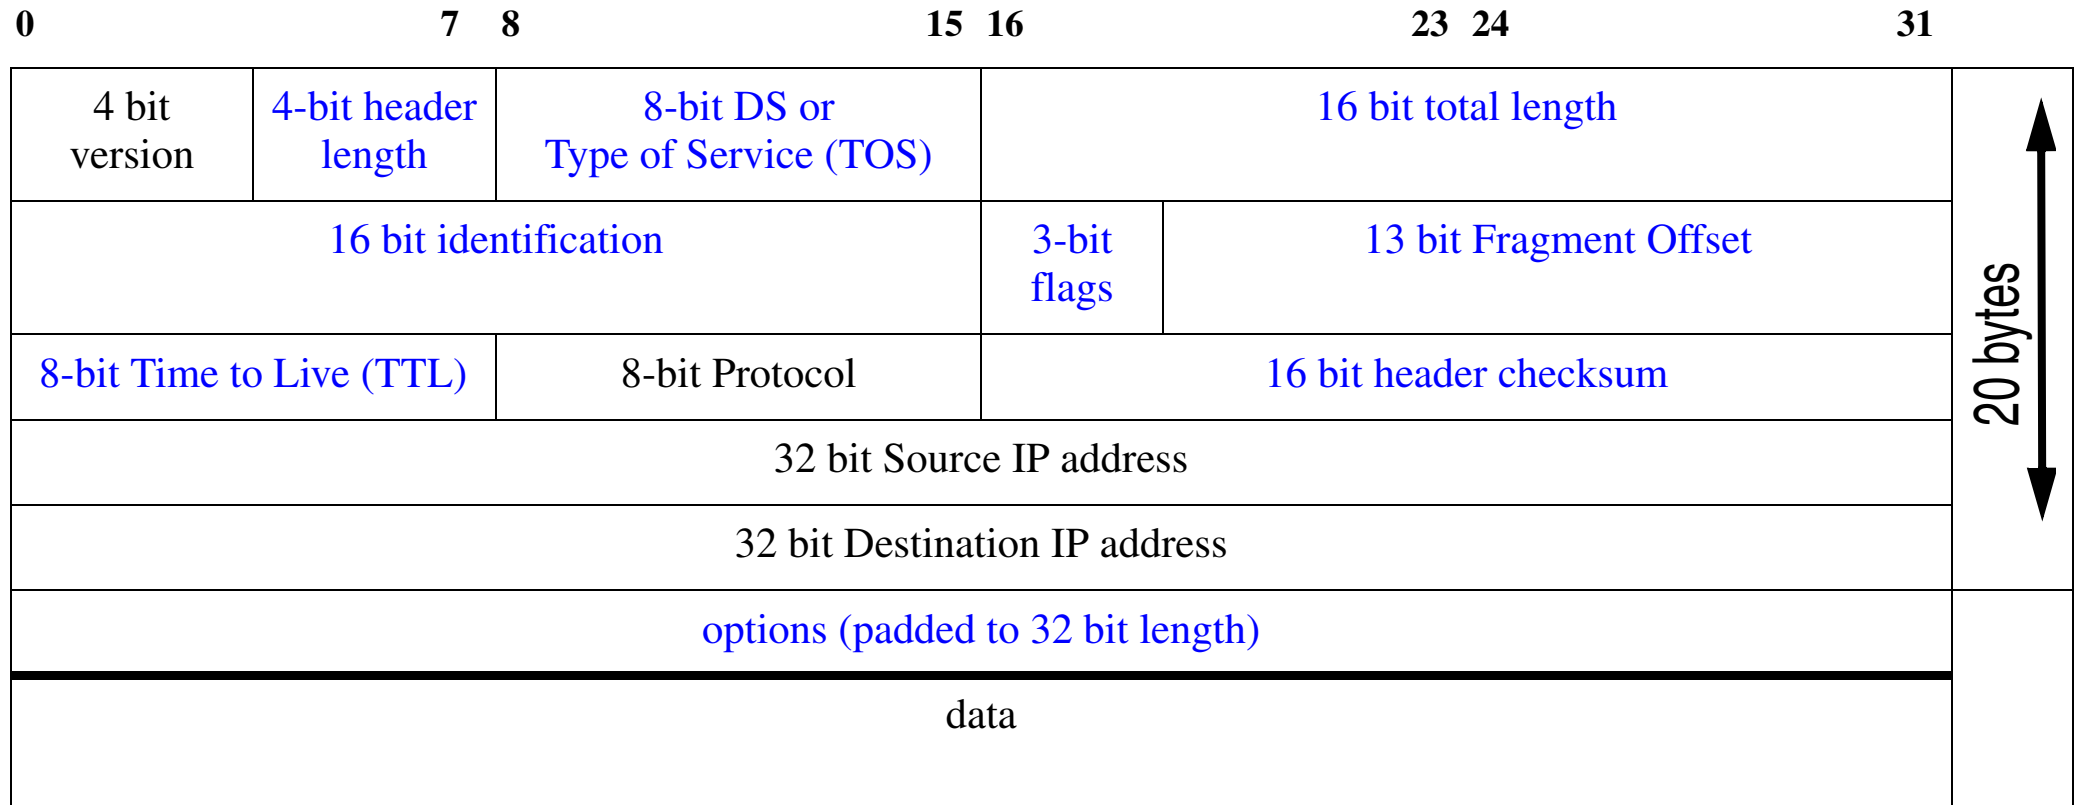 0 7 8 15 16 23 24 31
4 bit version
4-bit header length
8-bit DS or
Type of Service (TOS)
16 bit total length
16 bit identification
3-bit flags
13 bit Fragment Offset
8-bit Time to Live (TTL)
8-bit Protocol
16 bit header checksum
32 bit Source IP address
32 bit Destination IP address
20 bytes
options (padded to 32 bit length)
data